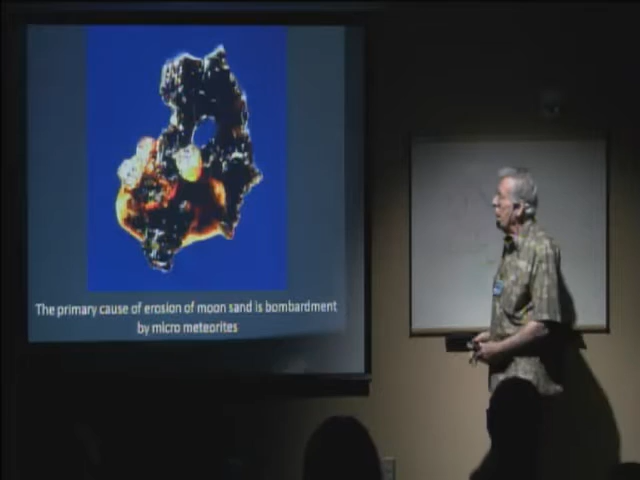 The primary cause of erosion of moon sand is bombardment
by micro meteorites